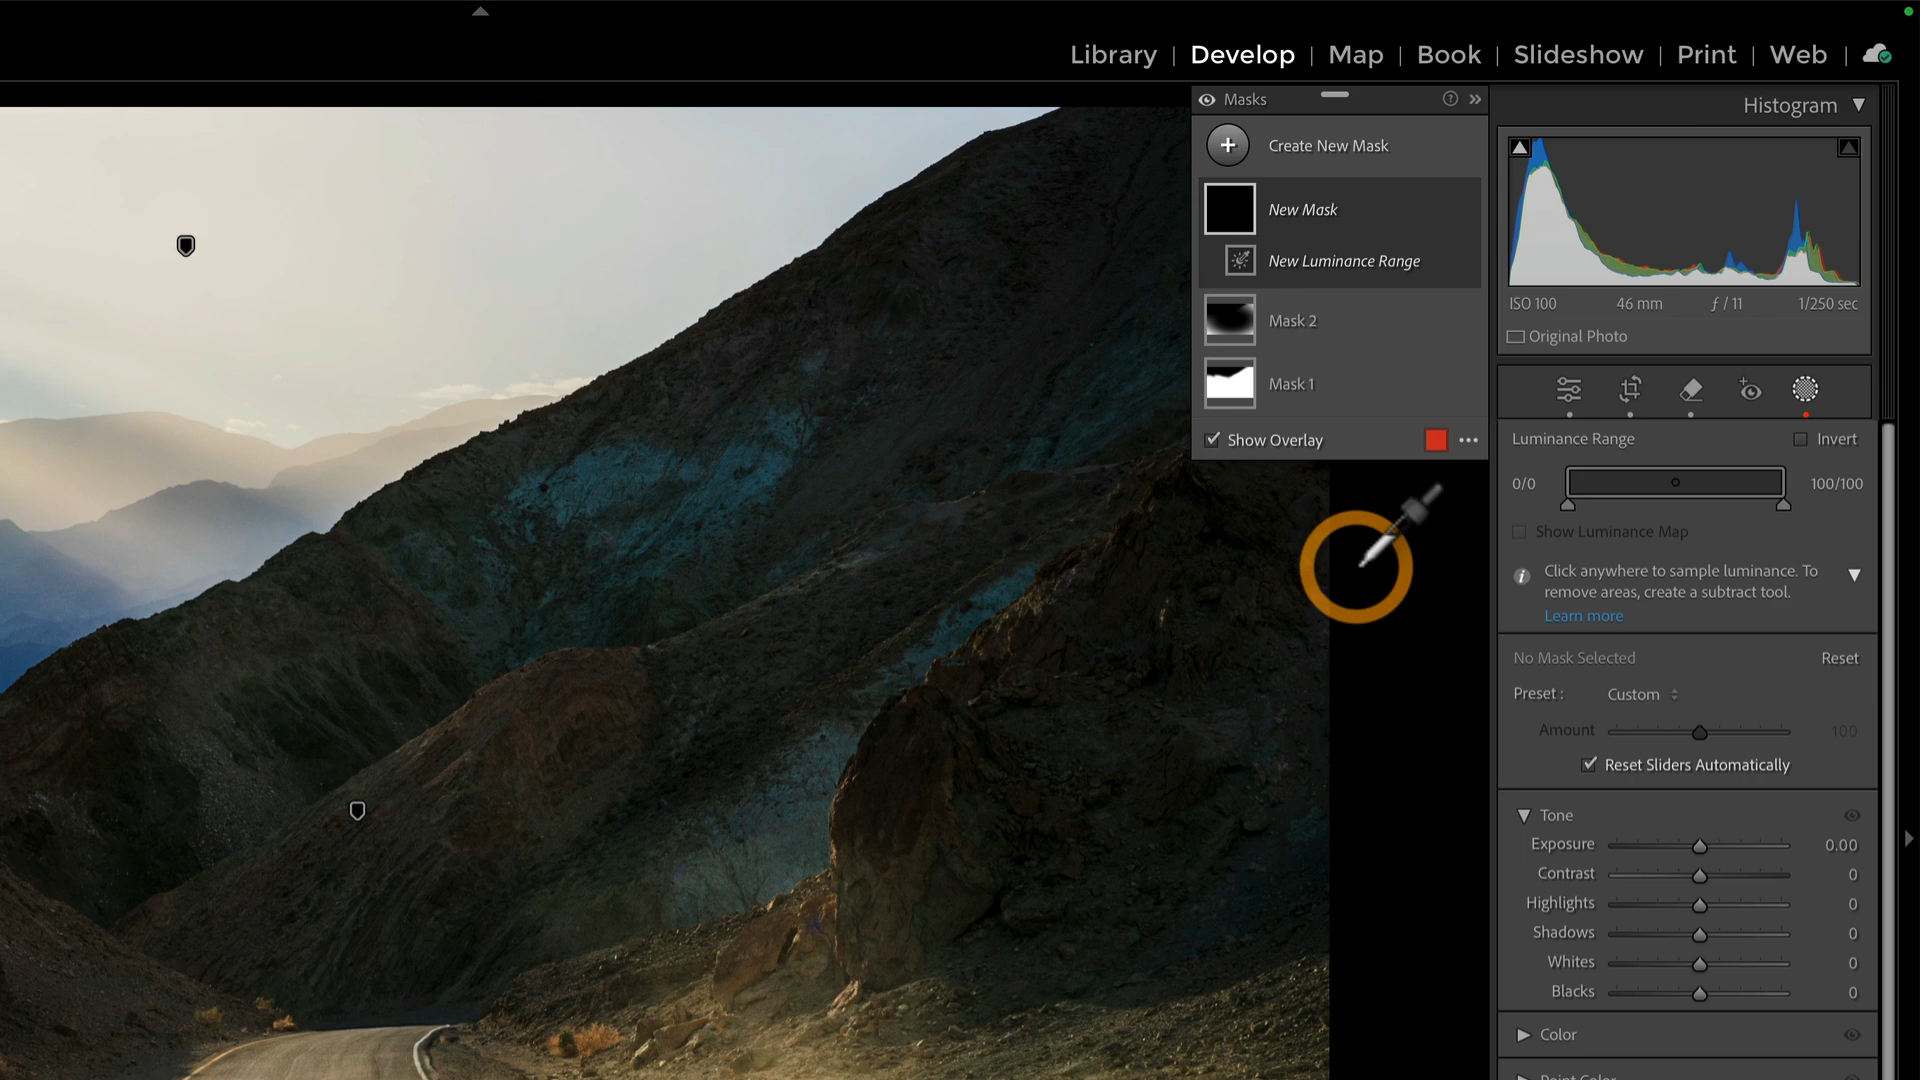 Library | Develop | Map | Book | Slideshow | Print | Web |
Masks
Create New Mask
New Mask
New Luminance Range
Mask 2
Mask 1
Show Overlay
Histogram
ISO 100 46 mm ƒ / 11 1/250 sec
Original Photo
Luminance Range Invert
0/0 100/100
Show Luminance Map
Click anywhere to sample luminance. To
remove areas, create a subtract tool.
Learn more
No Mask Selected Reset
Preset : Custom
Amount 100
Reset Sliders Automatically
Tone
Exposure 0.00
Contrast 0
Highlights 0
Shadows 0
Whites 0
Blacks 0
Color
Point Color